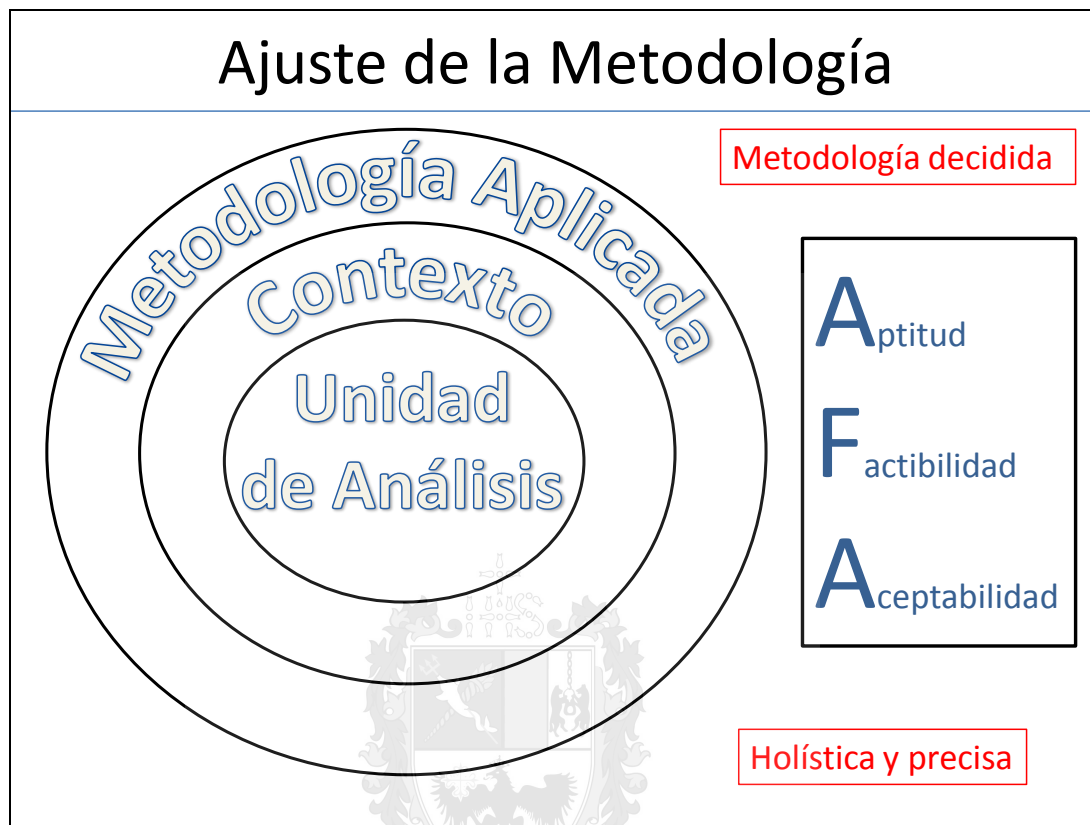 Ajuste de la Metodología
Metodología Aplicada
Contexto
Unidad
de Análisis
Metodología decidida
Aptitud
Factibilidad
Aceptabilidad
Holística y precisa